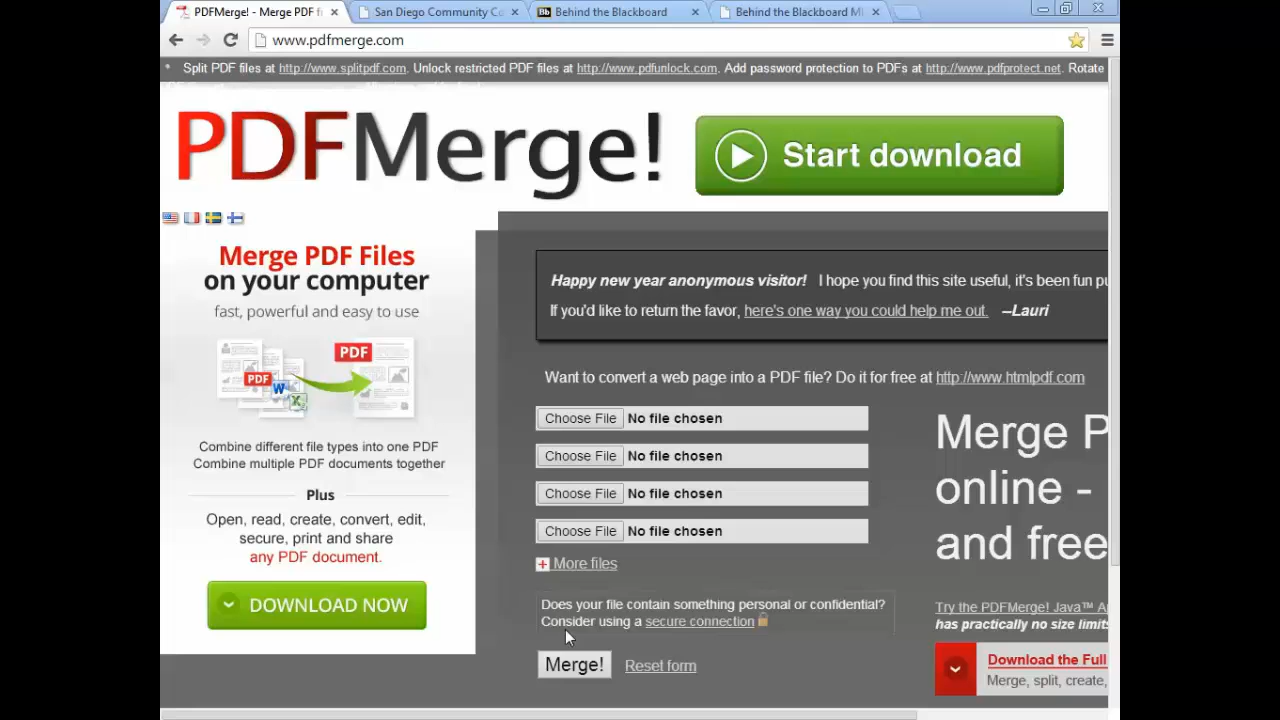 PDFMerge! - Merge PDF f
San Diego Community Co
Bb Behind the Blackboard
Behind the Blackboard M
www.pdfmerge.com
* Split PDF files at http://www.splitpdf.com. Unlock restricted PDF files at http://www.pdfunlock.com. Add password protection to PDFs at http://www.pdfprotect.net. Rotate
PDFMerge!
Start download
Merge PDF Files
on your computer
fast, powerful and easy to use
PDF
PDF
W
X
Combine different file types into one PDF
Combine multiple PDF documents together
Plus
Open, read, create, convert, edit,
secure, print and share
any PDF document.
DOWNLOAD NOW
Happy new year anonymous visitor! I hope you find this site useful, it's been fun pu
If you'd like to return the favor, here's one way you could help me out. --Lauri
Want to convert a web page into a PDF file? Do it for free at http://www.htmlpdf.com
Choose File No file chosen
Choose File No file chosen
Choose File No file chosen
Choose File No file chosen
+ More files
Does your file contain something personal or confidential?
Consider using a secure connection
Merge! Reset form
Merge P
online -
and free
Try the PDFMerge! Java™ A
has practically no size limits
Download the Full
Merge, split, create,